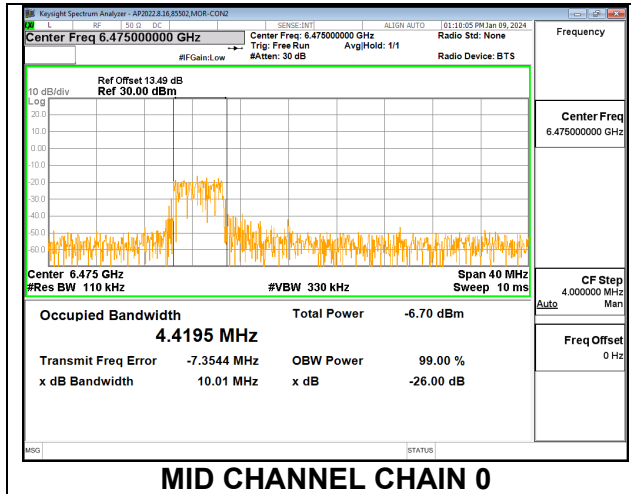 Keysight Spectrum Analyzer - AP2022.8.16,85502,MOR-CON2
L RF 50 Ω DC SENSE:INT ALIGN AUTO 01:10:05 PM Jan 09, 2024
Center Freq 6.475000000 GHz
Center Freq: 6.475000000 GHz Radio Std: None
Trig: Free Run Avg|Hold: 1/1
#IFGain:Low #Atten: 30 dB Radio Device: BTS
Frequency
Ref Offset 13.49 dB
10 dB/div Ref 30.00 dBm
Log
20.0
10.0
0.00
-10.0
-20.0
-30.0
-40.0
-50.0
-60.0
Center 6.475 GHz Span 40 MHz
#Res BW 110 kHz #VBW 330 kHz Sweep 10 ms
Center Freq
6.475000000 GHz
CF Step
4.000000 MHz
Auto Man
Freq Offset
0 Hz
Occupied Bandwidth Total Power -6.70 dBm
4.4195 MHz
Transmit Freq Error -7.3544 MHz OBW Power 99.00 %
x dB Bandwidth 10.01 MHz x dB -26.00 dB
MSG STATUS
MID CHANNEL CHAIN 0